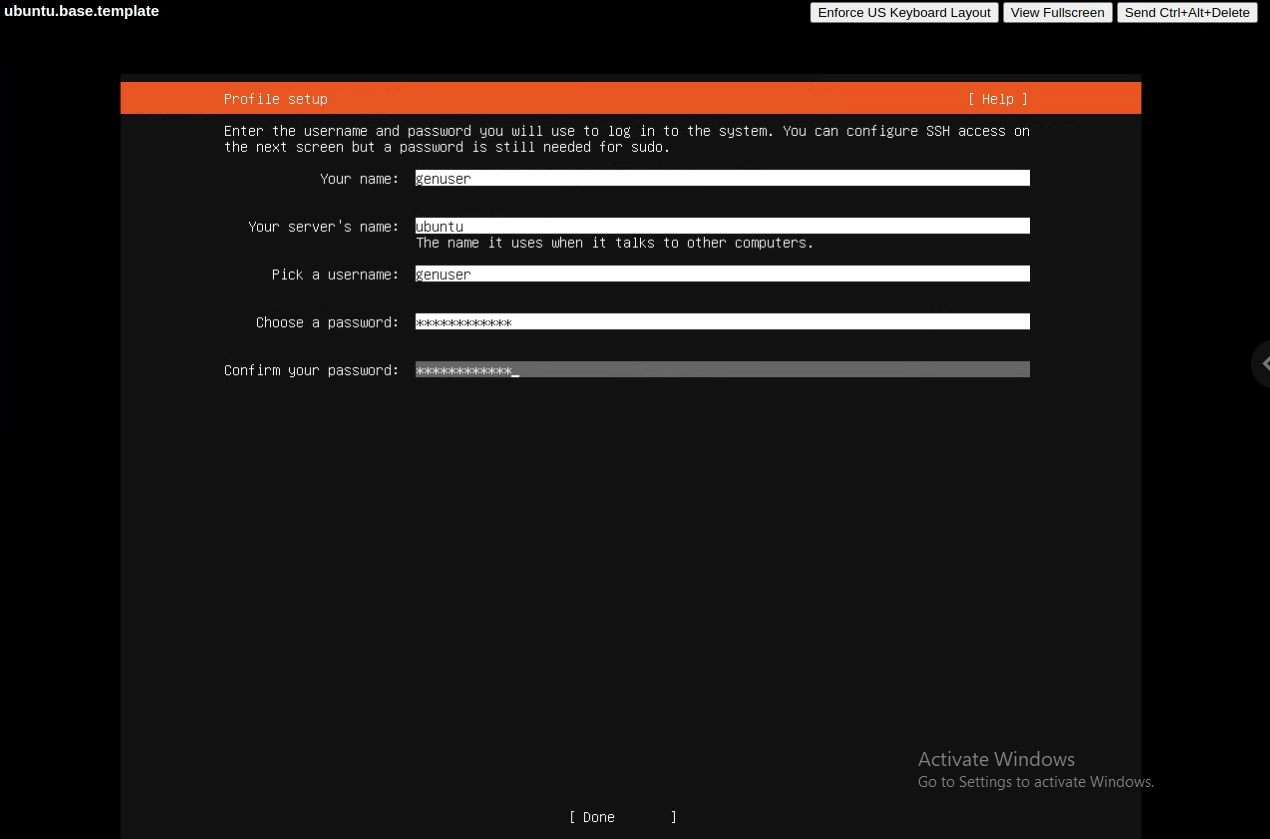 ubuntu.base.template
Enforce US Keyboard Layout View Fullscreen Send Ctrl+Alt+Delete
Profile setup [ Help ]
Enter the username and password you will use to log in to the system. You can configure SSH access on
the next screen but a password is still needed for sudo.
Your name: genuser
Your server's name: ubuntu
The name it uses when it talks to other computers.
Pick a username: genuser
Choose a password: ************
Confirm your password: ************_
Activate Windows
Go to Settings to activate Windows.
[ Done ]